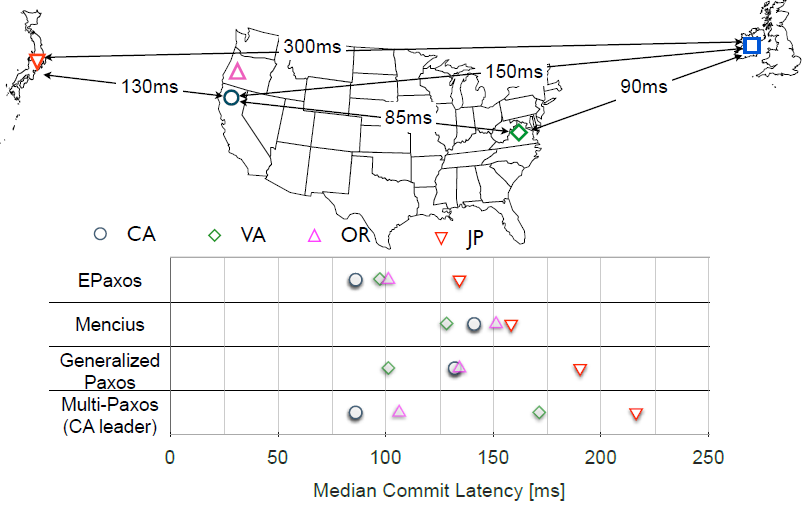 300ms
130ms
150ms
90ms
85ms
CA VA OR JP
EPaxos
Mencius
Generalized
Paxos
Multi-Paxos
(CA leader)
0 50 100 150 200 250
Median Commit Latency [ms]